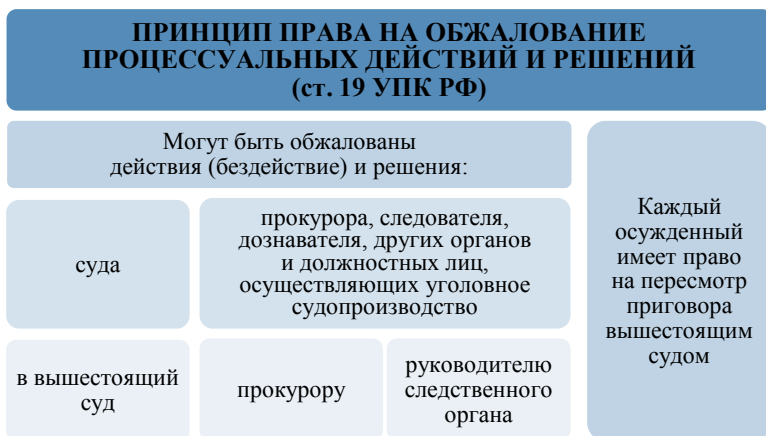 ПРИНЦИП ПРАВА НА ОБЖАЛОВАНИЕ
ПРОЦЕССУАЛЬНЫХ ДЕЙСТВИЙ И РЕШЕНИЙ
(ст. 19 УПК РФ)
Могут быть обжалованы
действия (бездействие) и решения:
суда
прокурора, следователя,
дознавателя, других органов
и должностных лиц,
осуществляющих уголовное
судопроизводство
в вышестоящий
суд
прокурору
руководителю
следственного
органа
Каждый
осужденный
имеет право
на пересмотр
приговора
вышестоящим
судом